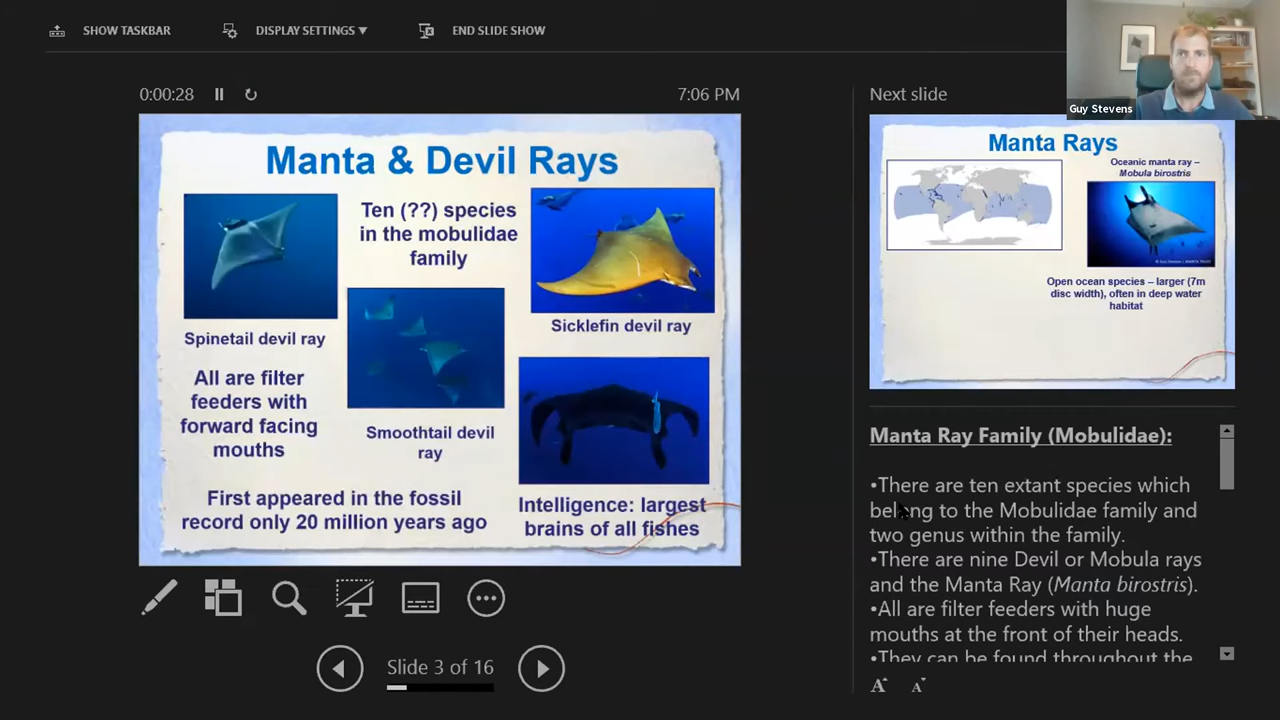 SHOW TASKBAR
DISPLAY SETTINGS ▼
END SLIDE SHOW
0:00:28
7:06 PM
Manta & Devil Rays
Ten (??) species
in the mobulidae
family
Spinetail devil ray
Sicklefin devil ray
All are filter
feeders with
forward facing
mouths
Smoothtail devil
ray
First appeared in the fossil
record only 20 million years ago
Intelligence: largest
brains of all fishes
Slide 3 of 16
Next slide
Guy Stevens
Manta Rays
Oceanic manta ray –
Mobula birostris
Open ocean species – larger (7m
disc width), often in deep water
habitat
Manta Ray Family (Mobulidae):
•There are ten extant species which
belong to the Mobulidae family and
two genus within the family.
•There are nine Devil or Mobula rays
and the Manta Ray (Manta birostris).
•All are filter feeders with huge
mouths at the front of their heads.
•They can be found throughout the
A
A